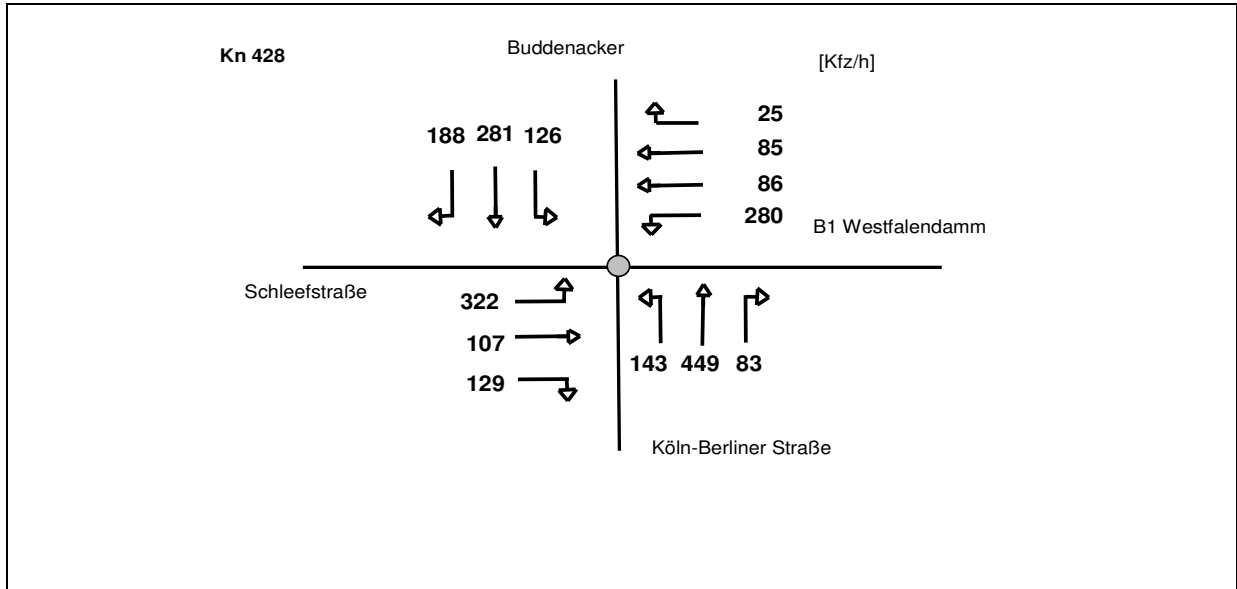 Buddenacker
Kn 428
[Kfz/h]
25
188 281 126
85
86
280
B1 Westfalendamm
Schleefstraße
322
107
143 449 83
129
Köln-Berliner Straße